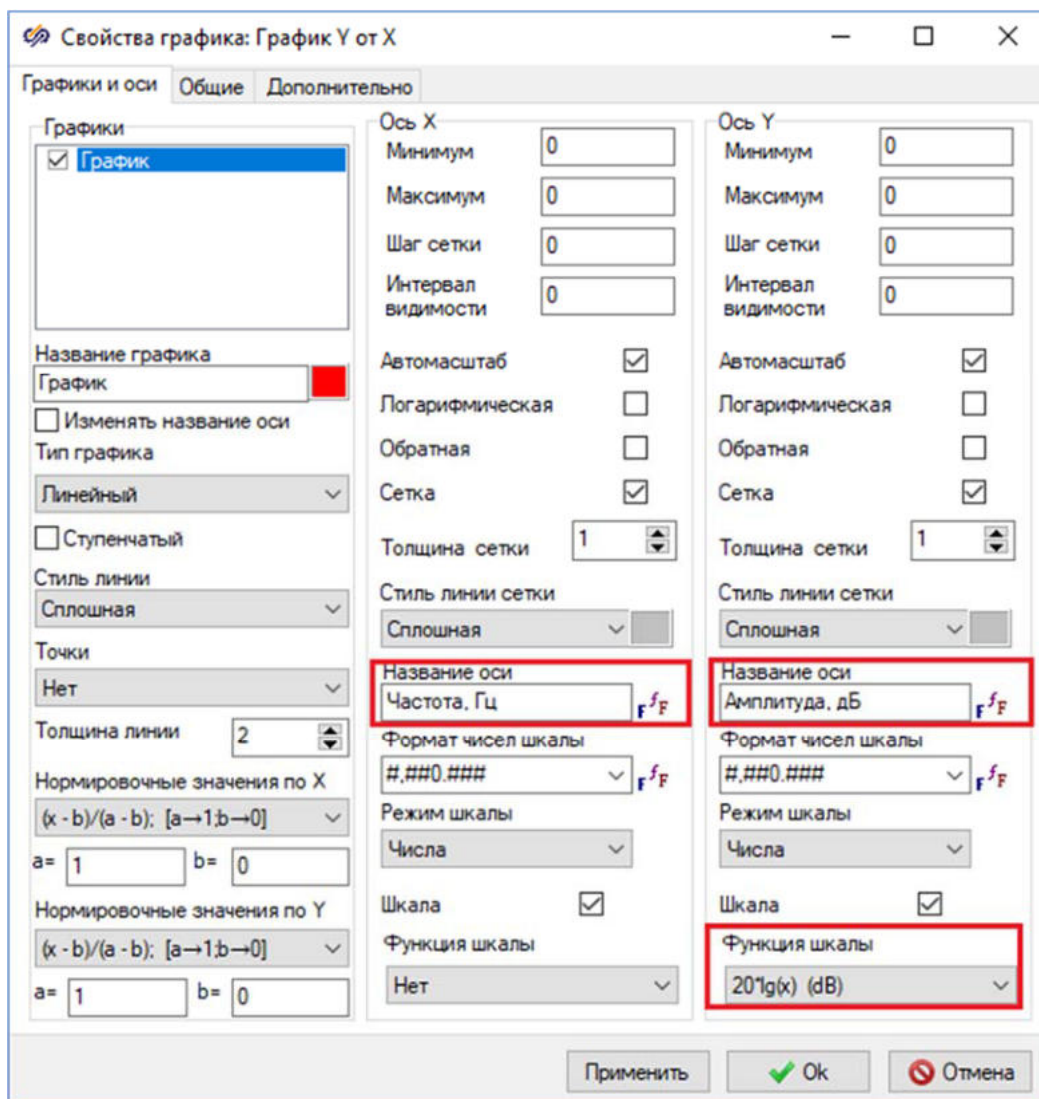 Свойства графика: График Y от X
Графики и оси Общие Дополнительно
Графики
График
Название графика
График
Изменять название оси
Тип графика
Линейный
Ступенчатый
Стиль линии
Сплошная
Точки
Нет
Толщина линии 2
Нормировочные значения по X
(x - b)/(a - b); [a→1;b→0]
a= 1 b= 0
Нормировочные значения по Y
(x - b)/(a - b); [a→1;b→0]
a= 1 b= 0
Ось X
Минимум 0
Максимум 0
Шаг сетки 0
Интервал
видимости 0
Автомасштаб
Логарифмическая
Обратная
Сетка
Толщина сетки 1
Стиль линии сетки
Сплошная
Название оси
Частота, Гц FfF
Формат чисел шкалы
#,##0.### FfF
Режим шкалы
Числа
Шкала
Функция шкалы
Нет
Ось Y
Минимум 0
Максимум 0
Шаг сетки 0
Интервал
видимости 0
Автомасштаб
Логарифмическая
Обратная
Сетка
Толщина сетки 1
Стиль линии сетки
Сплошная
Название оси
Амплитуда, дБ FfF
Формат чисел шкалы
#,##0.### FfF
Режим шкалы
Числа
Шкала
Функция шкалы
20*lg(x) (dB)
Применить Ok Отмена